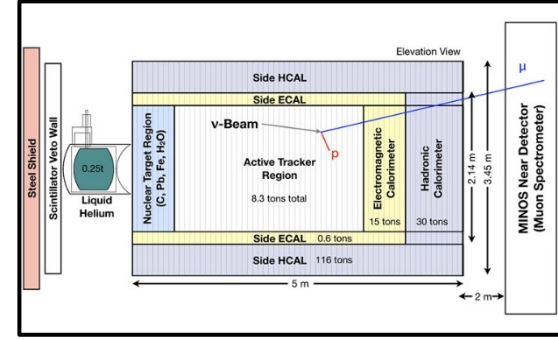 Elevation View
Side HCAL
Side ECAL
ν-Beam
μ
p
Steel Shield
Scintillator Veto Wall
0.25t
Liquid
Helium
Nuclear Target Region
(C, Pb, Fe, H₂O)
Active Tracker
Region
8.3 tons total
Electromagnetic
Calorimeter
15 tons
Hadronic
Calorimeter
30 tons
2.14 m
3.45 m
MINOS Near Detector
(Muon Spectrometer)
Side ECAL 0.6 tons
Side HCAL 116 tons
5 m
2 m